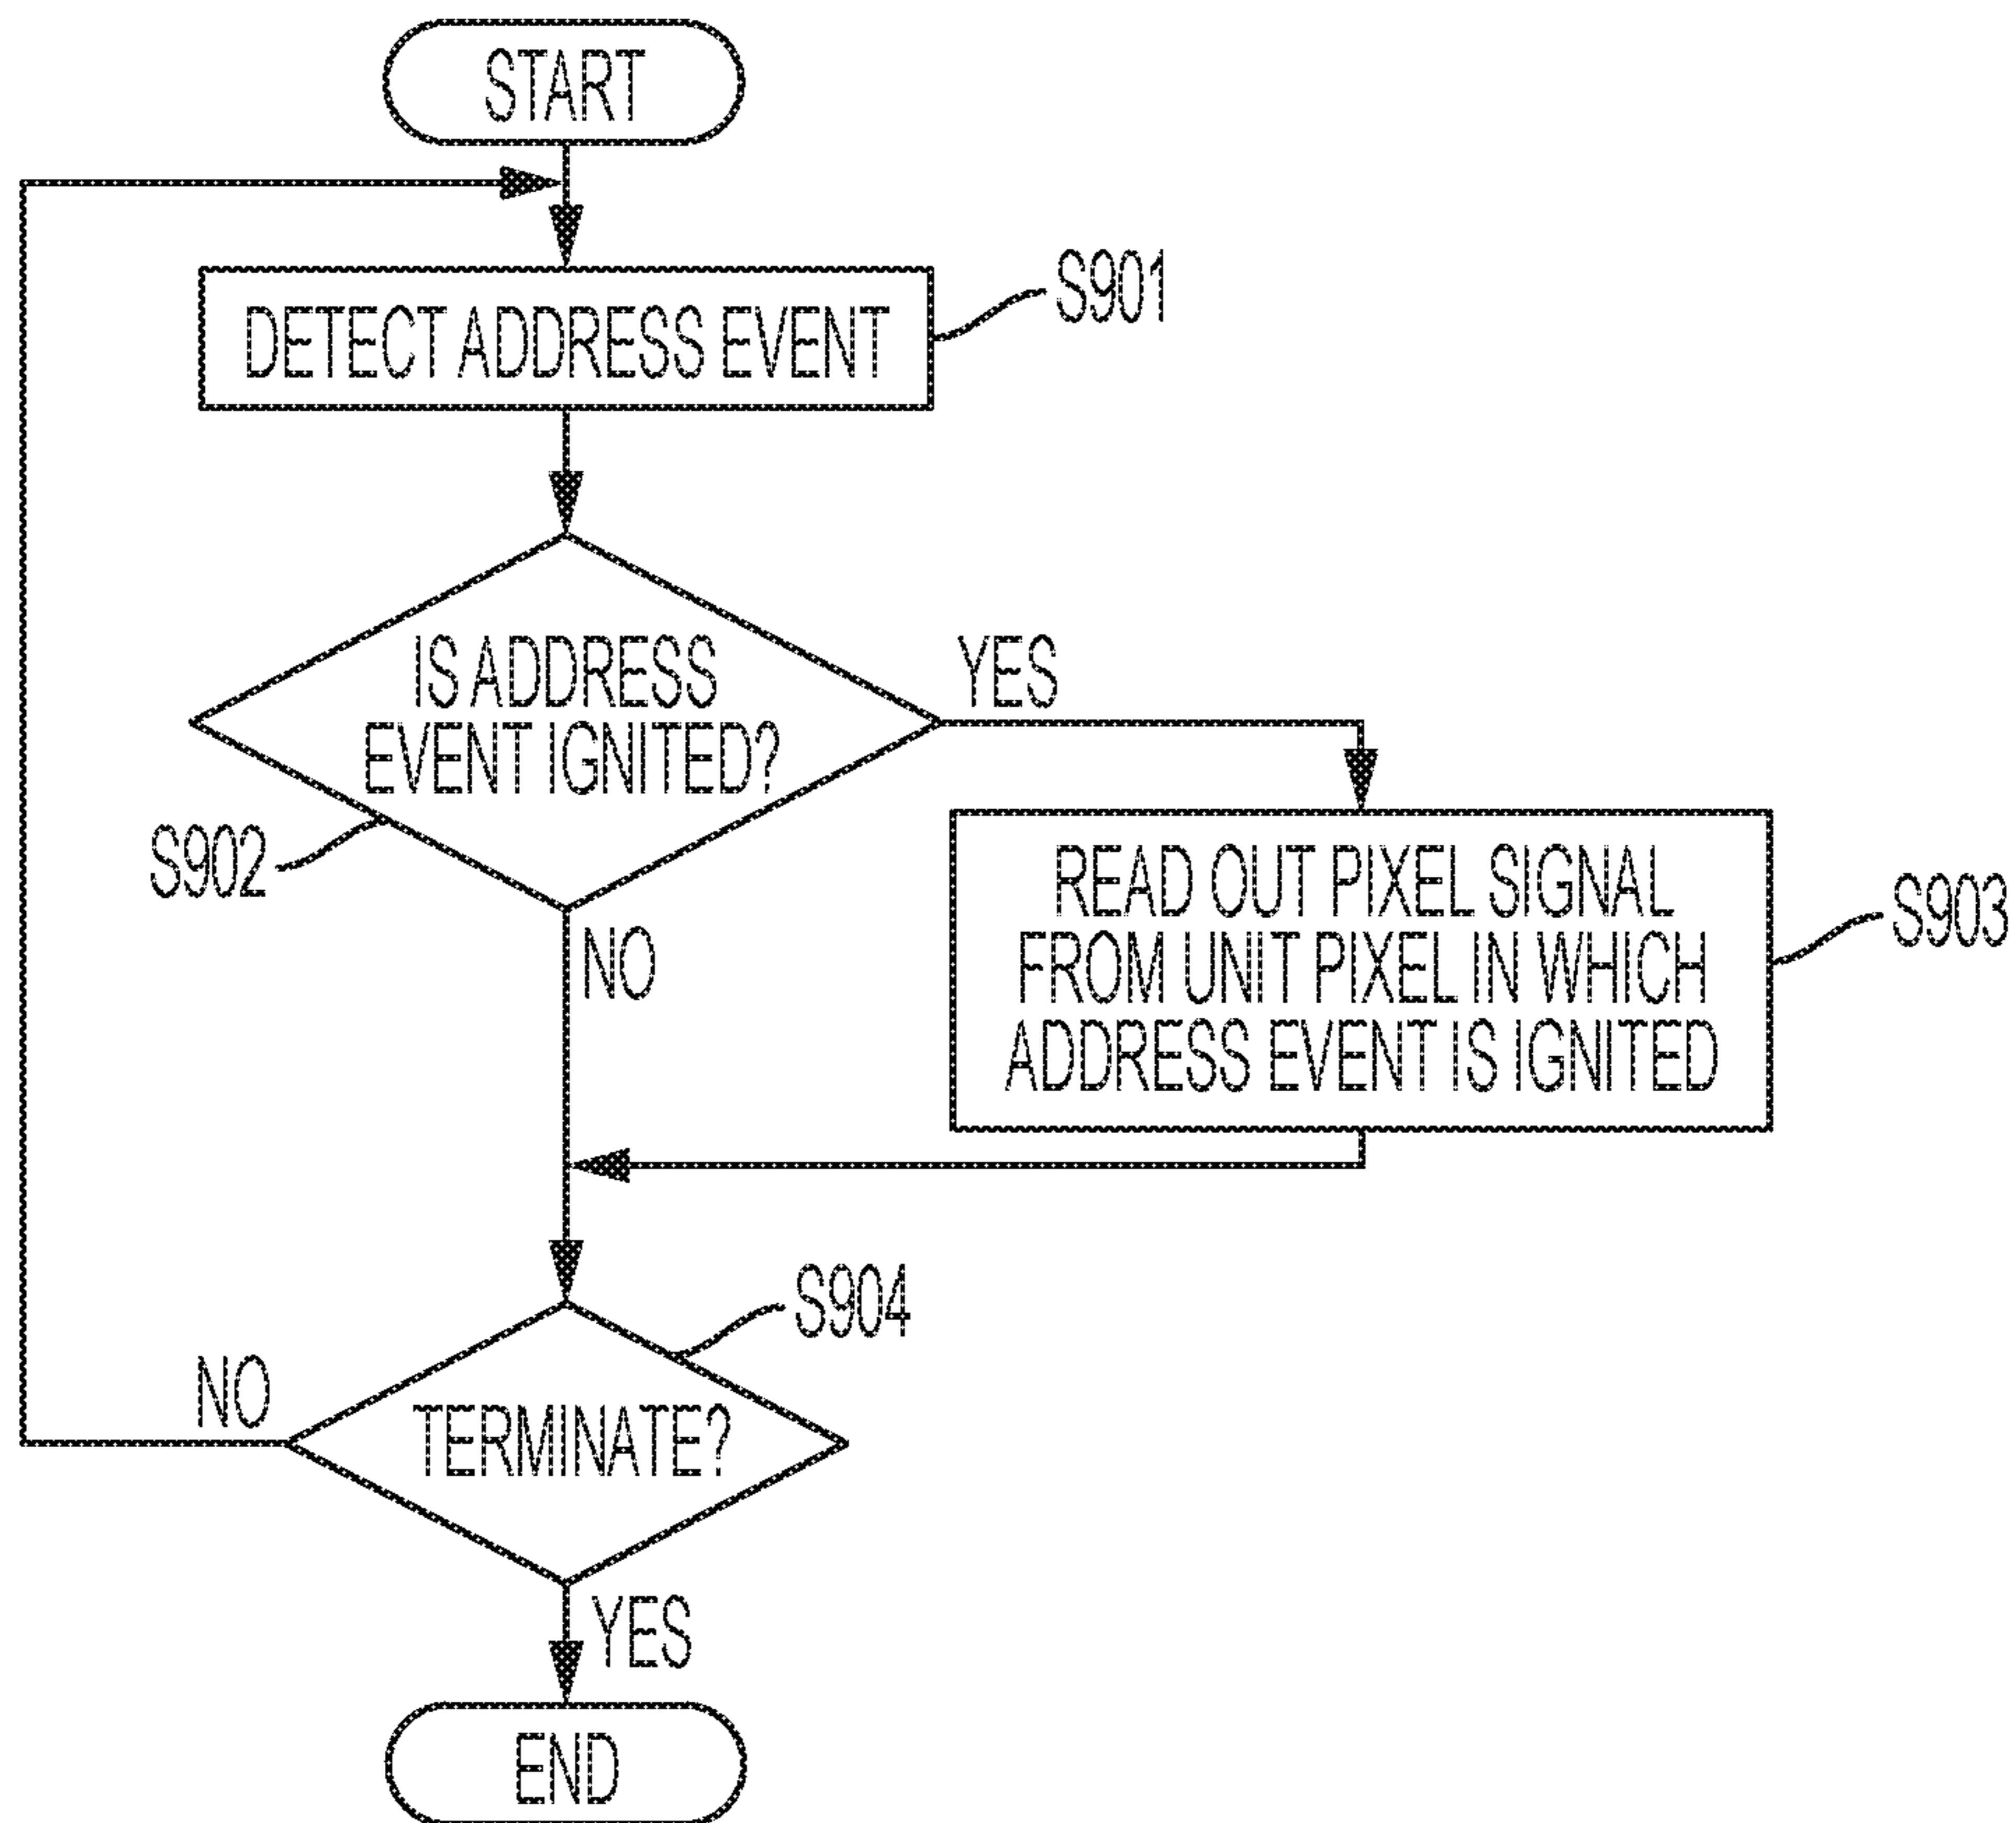 START
DETECT ADDRESS EVENT
S901
IS ADDRESS
EVENT IGNITED?
YES
S902
NO
READ OUT PIXEL SIGNAL
FROM UNIT PIXEL IN WHICH
ADDRESS EVENT IS IGNITED
S903
S904
NO
TERMINATE?
YES
END